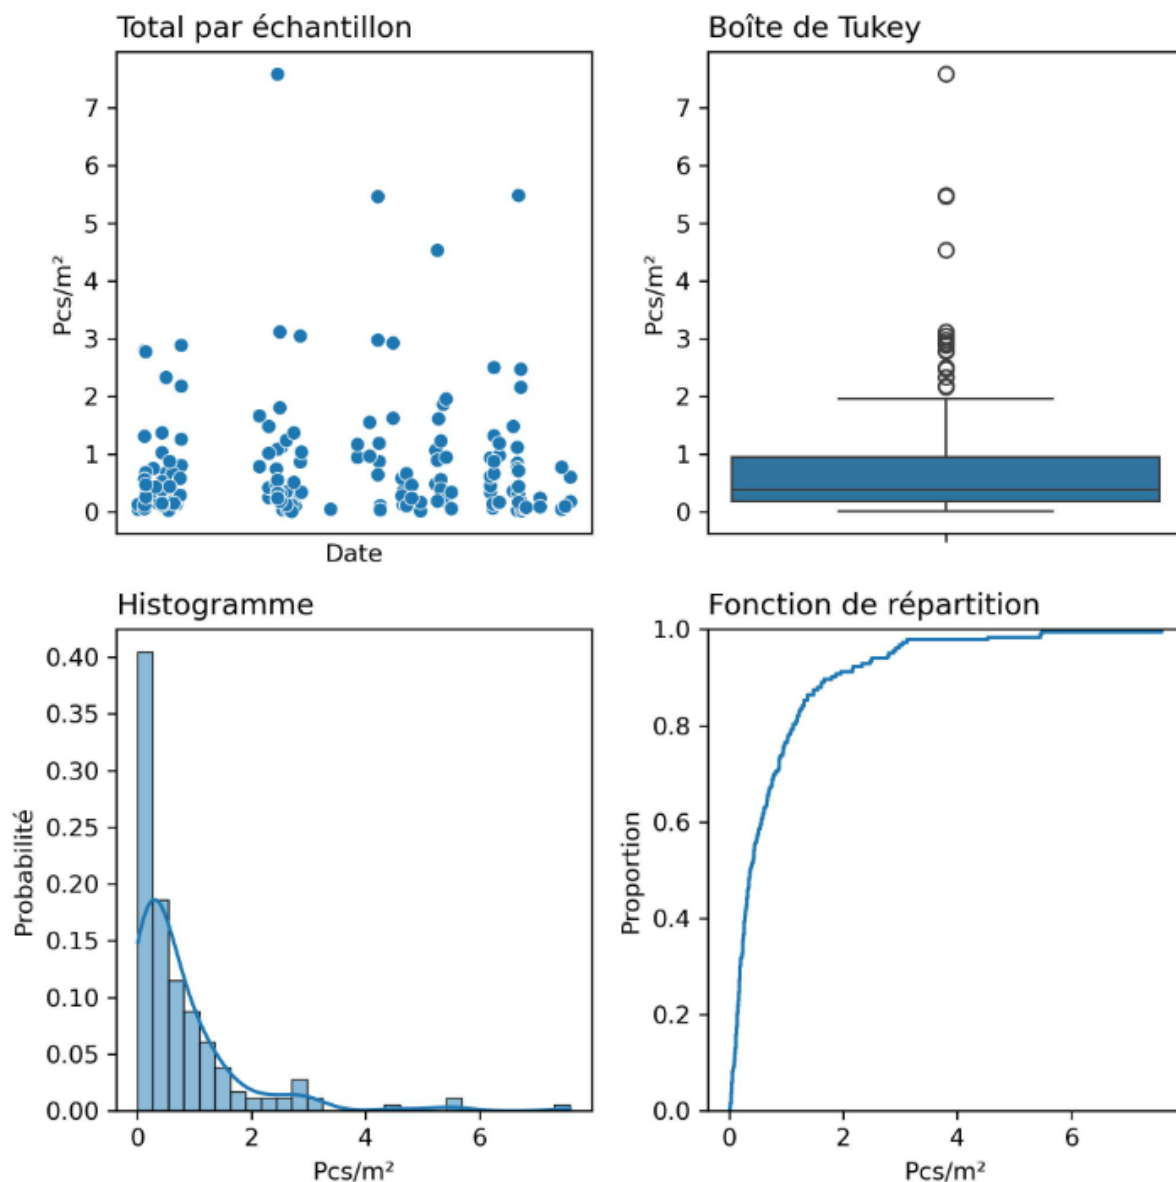 Total par échantillon
Pcs/m²
7
6
5
4
3
2
1
0
Date
Boîte de Tukey
Pcs/m²
7
6
5
4
3
2
1
0
Histogramme
Probabilité
0.40
0.35
0.30
0.25
0.20
0.15
0.10
0.05
0.00
0 2 4 6
Pcs/m²
Fonction de répartition
Proportion
1.0
0.8
0.6
0.4
0.2
0.0
0 2 4 6
Pcs/m²